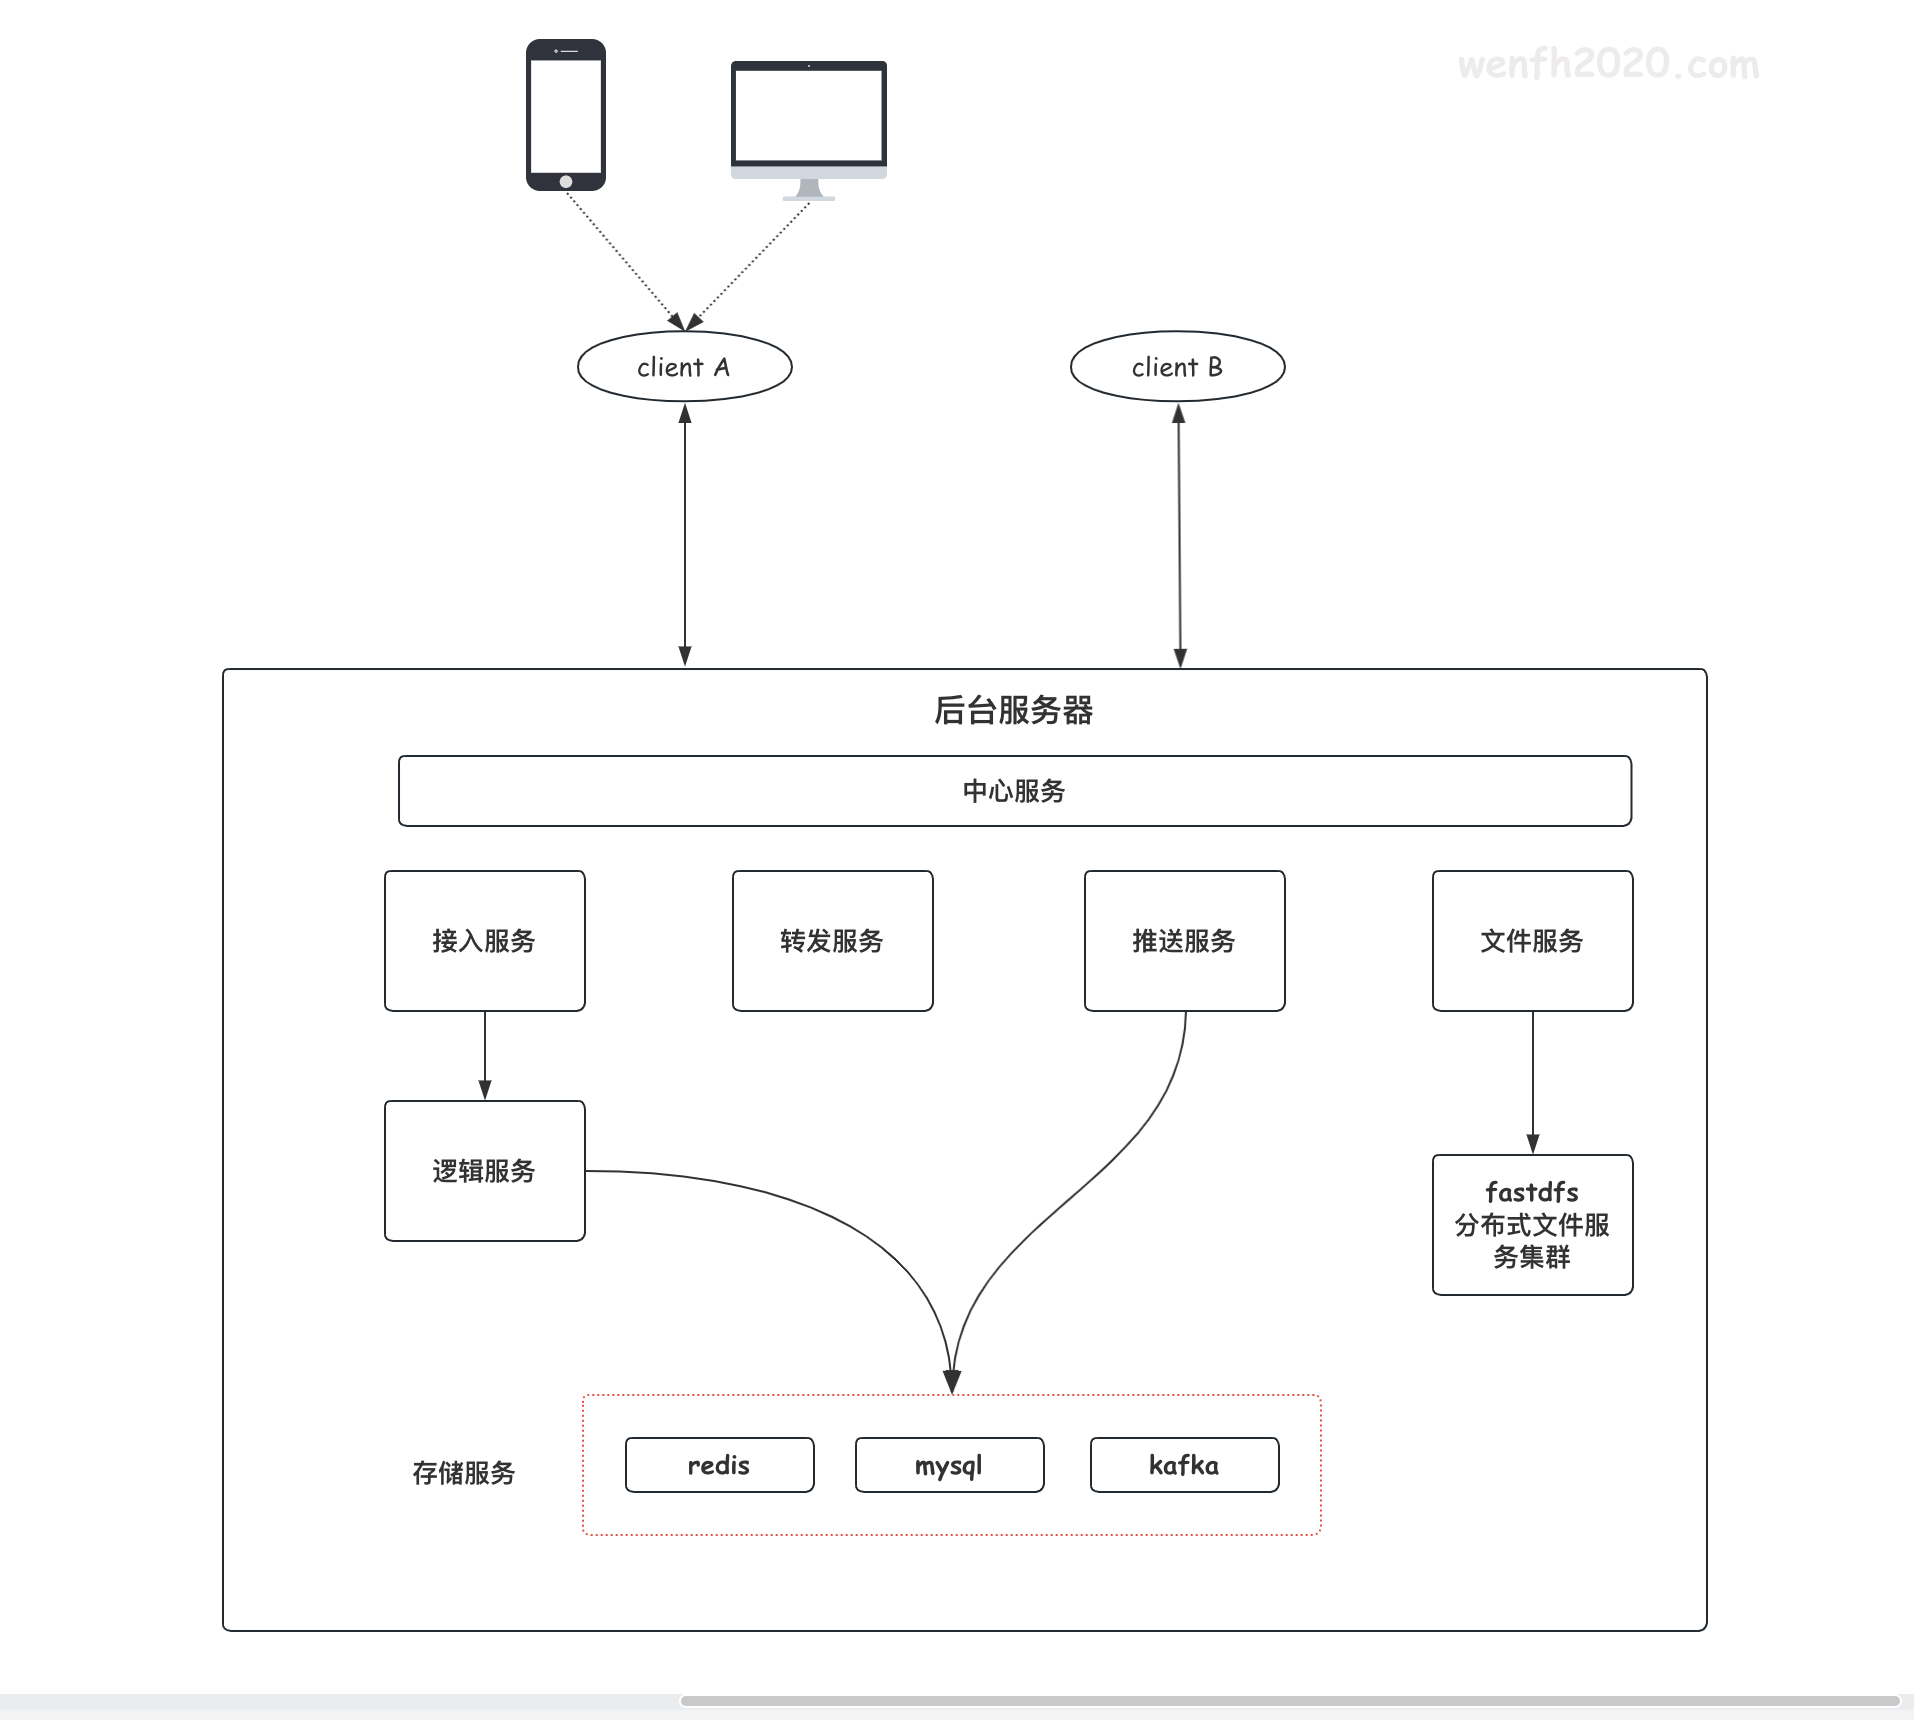 wenfh2020.com
client A
client B
后台服务器
中心服务
接入服务
转发服务
推送服务
文件服务
逻辑服务
fastdfs
分布式文件服
务集群
存储服务
redis
mysql
kafka